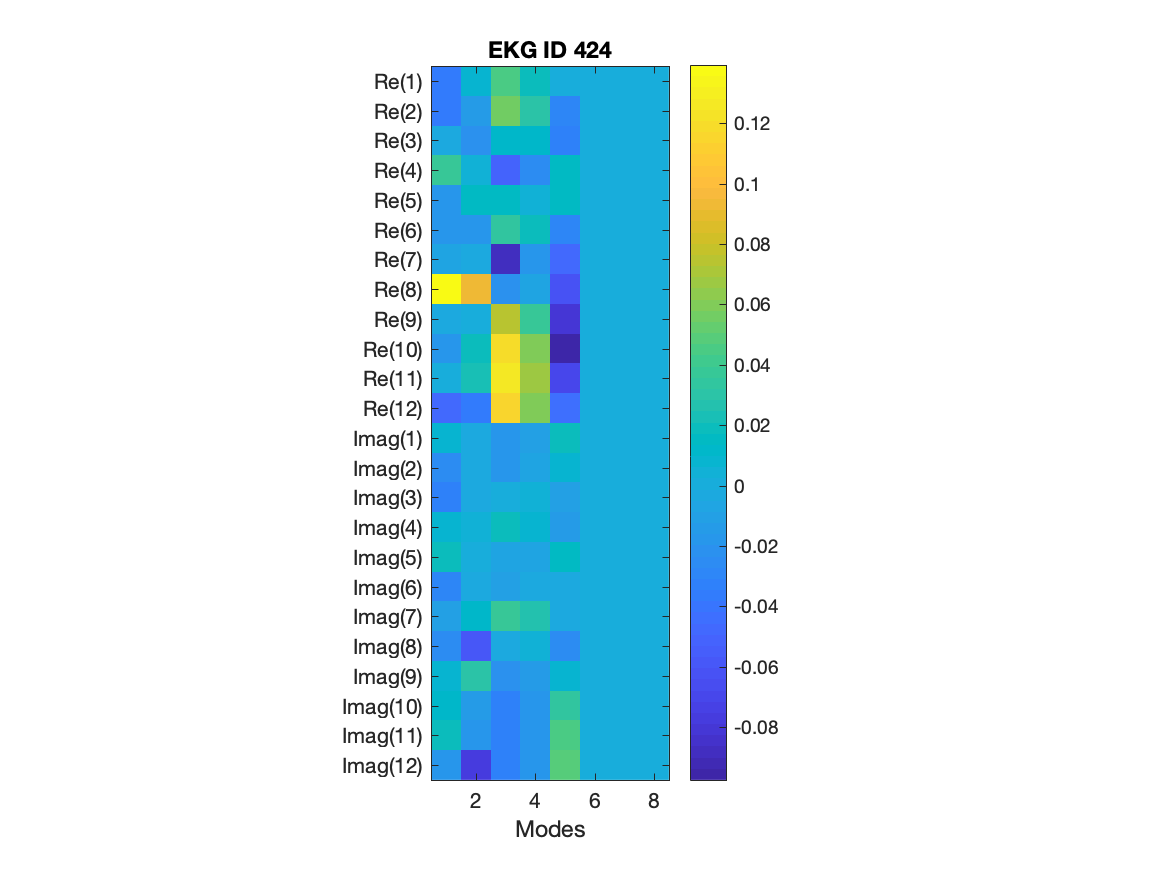 EKG ID 424
Re(1)
Re(2)
Re(3)
Re(4)
Re(5)
Re(6)
Re(7)
Re(8)
Re(9)
Re(10)
Re(11)
Re(12)
Imag(1)
Imag(2)
Imag(3)
Imag(4)
Imag(5)
Imag(6)
Imag(7)
Imag(8)
Imag(9)
Imag(10)
Imag(11)
Imag(12)
2 4 6 8
Modes
0.12
0.1
0.08
0.06
0.04
0.02
0
-0.02
-0.04
-0.06
-0.08